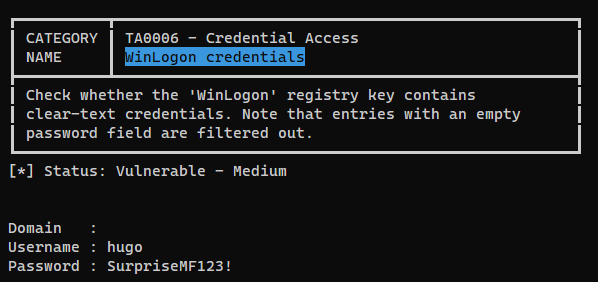 CATEGORY TA0006 - Credential Access
NAME WinLogon credentials
Check whether the 'WinLogon' registry key contains
clear-text credentials. Note that entries with an empty
password field are filtered out.
[*] Status: Vulnerable - Medium
Domain :
Username : hugo
Password : SurpriseMF123!